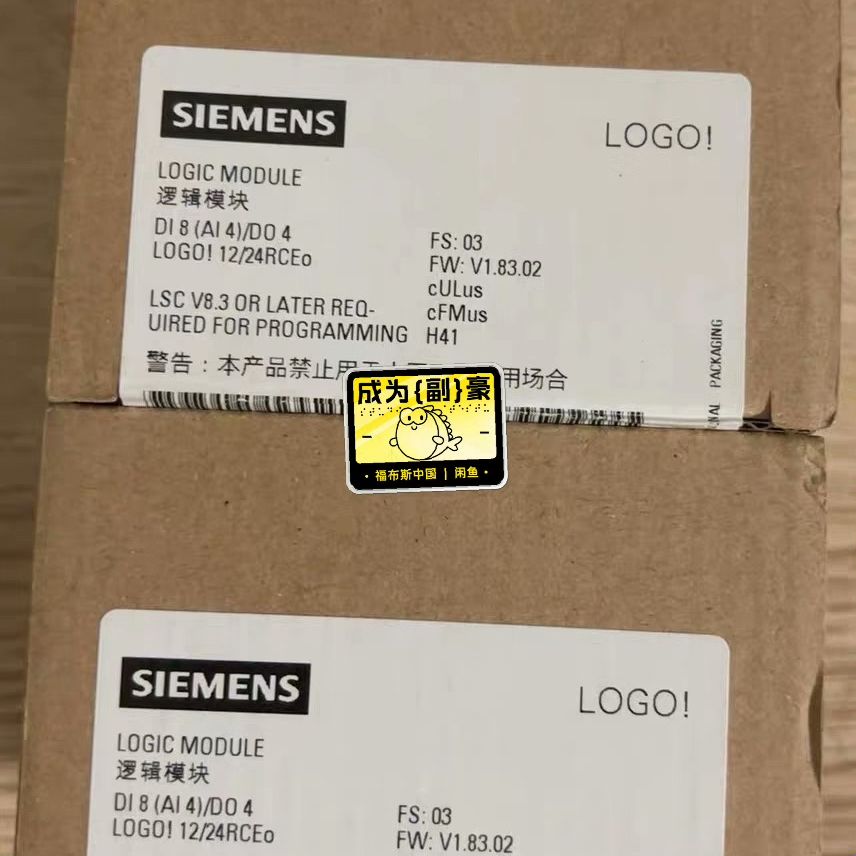 SIEMENS
LOGO!
LOGIC MODULE
逻辑模块
DI 8 (AI 4)/DO 4
LOGO! 12/24RCEo
FS: 03
FW: V1.83.02
cULus
cFMus
H41
LSC V8.3 OR LATER REQ-
UIRED FOR PROGRAMMING
警告：本产品禁止用于
用场合
PACKAGING
成为{副}豪
·福布斯中国 | 闲鱼·
SIEMENS
LOGO!
LOGIC MODULE
逻辑模块
DI 8 (AI 4)/DO 4
LOGO! 12/24RCEo
FS: 03
FW: V1.83.02